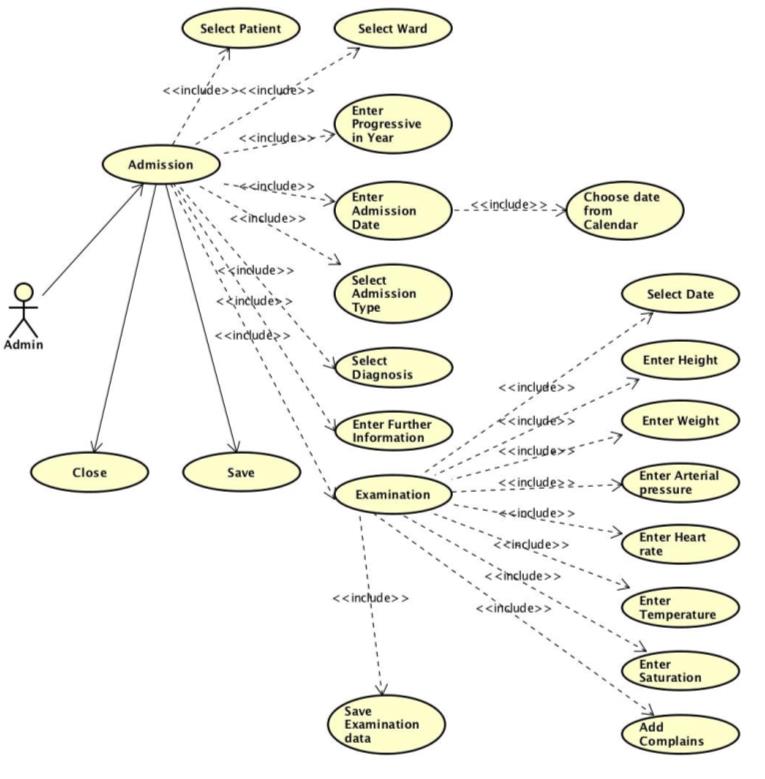 Select Patient
Select Ward
<<include>>
<<include>>
Enter
Progressive
in Year
<<include>>
Admission
<<include>>
Enter
Admission
Date
<<include>>
Choose date
from
Calendar
<<include>>
Select
Admission
Type
<<include>>
<<include>>
<<include>>
Admin
Select
Diagnosis
Enter Further
Information
Close
Save
Examination
Select Date
Enter Height
<<include>>
<<include>>
Enter Weight
<<include>>
Enter Arterial
pressure
<<include>>
<<include>>
Enter Heart
rate
<<include>>
<<include>>
Enter
Temperature
<<include>>
<<include>>
Enter
Saturation
Save
Examination
data
Add
Complains